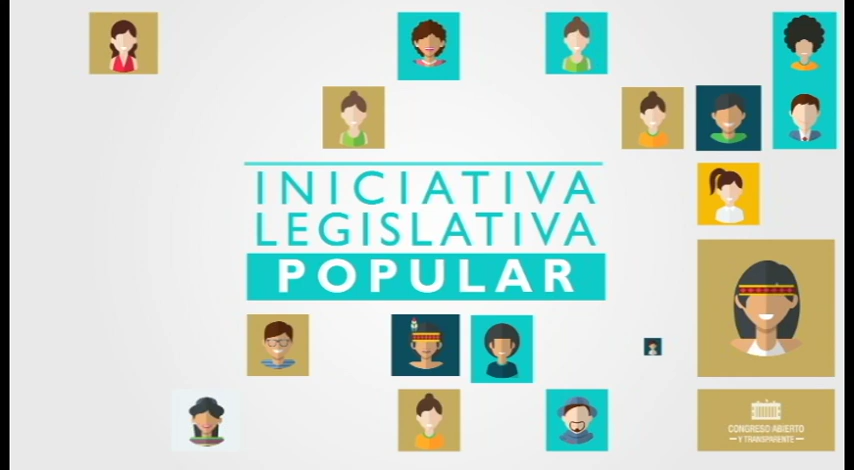 INICIATIVA
LEGISLATIVA
POPULAR
CONGRESO ABIERTO
Y TRANSPARENTE